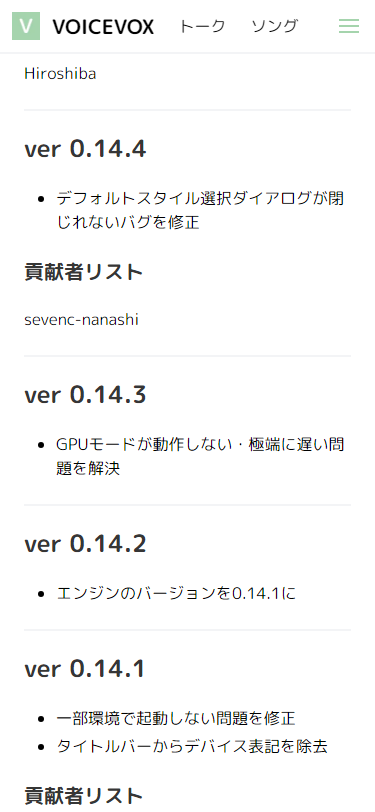 V VOICEVOX トーク ソング
Hiroshiba
ver 0.14.4
デフォルトスタイル選択ダイアログが閉
じれないバグを修正
貢献者リスト
sevenc-nanashi
ver 0.14.3
GPUモードが動作しない・極端に遅い問
題を解決
ver 0.14.2
エンジンのバージョンを0.14.1に
ver 0.14.1
一部環境で起動しない問題を修正
タイトルバーからデバイス表記を除去
貢献者リスト